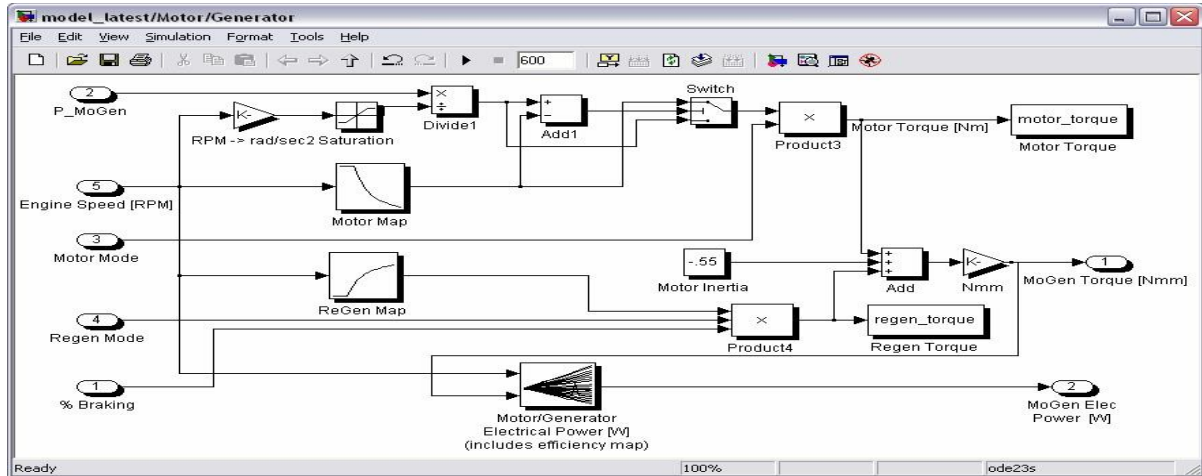 model_latest/Motor/Generator
File Edit View Simulation Format Tools Help
600
2
P_MoGen
K-
RPM -> rad/sec2 Saturation
×
÷
Divide1
+
−
Add1
Switch
×
Product3
Motor Torque [Nm]
motor_torque
Motor Torque
5
Engine Speed [RPM]
Motor Map
3
Motor Mode
ReGen Map
-.55
Motor Inertia
+
+
+
Add
K-
Nmm
1
MoGen Torque [Nmm]
4
Regen Mode
×
Product4
regen_torque
Regen Torque
1
% Braking
Motor/Generator
Electrical Power [W]
(includes efficiency map)
2
MoGen Elec
Power [W]
Ready 100% ode23s